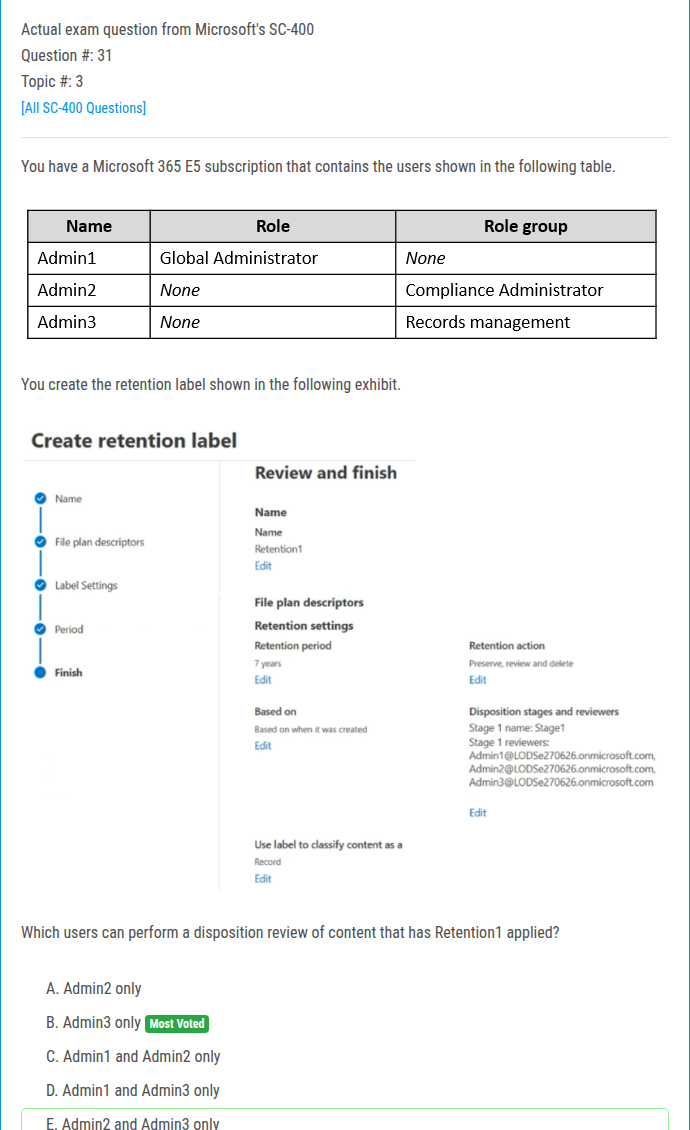 Actual exam question from Microsoft's SC-400
Question #: 31
Topic #: 3
[All SC-400 Questions]
You have a Microsoft 365 E5 subscription that contains the users shown in the following table.
Name Role Role group
Admin1 Global Administrator None
Admin2 None Compliance Administrator
Admin3 None Records management
You create the retention label shown in the following exhibit.
Create retention label
Name
File plan descriptors
Label Settings
Period
Finish
Review and finish
Name
Name
Retention1
Edit
File plan descriptors
Retention settings
Retention period
7 years
Edit
Retention action
Preserve, review and delete
Edit
Based on
Based on when it was created
Edit
Disposition stages and reviewers
Stage 1 name: Stage1
Stage 1 reviewers:
Admin1@LODSe270626.onmicrosoft.com,
Admin2@LODSe270626.onmicrosoft.com,
Admin3@LODSe270626.onmicrosoft.com
Edit
Use label to classify content as a
Record
Edit
Which users can perform a disposition review of content that has Retention1 applied?
A. Admin2 only
B. Admin3 only Most Voted
C. Admin1 and Admin2 only
D. Admin1 and Admin3 only
E. Admin2 and Admin3 only